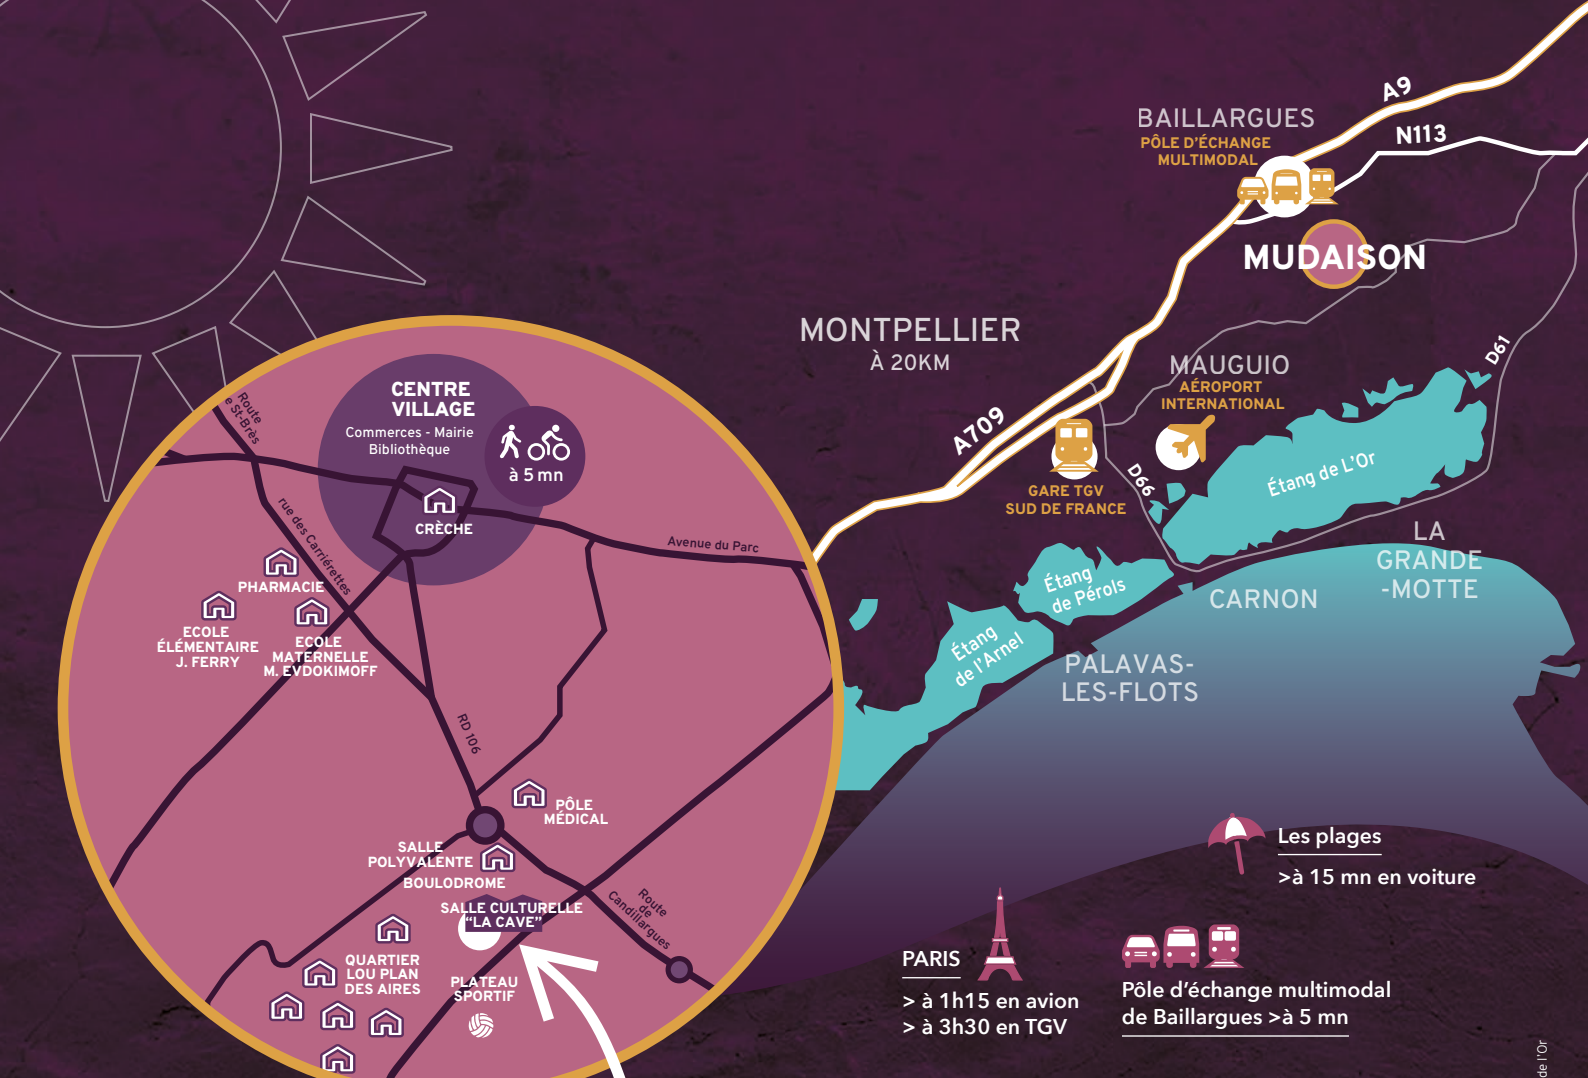 A9
BAILLARGUES
PÔLE D'ÉCHANGE
MULTIMODAL
N113
MUDAISON
MONTPELLIER
À 20KM
MAUGUIO
AÉROPORT
INTERNATIONAL
D61
A709
GARE TGV
SUD DE FRANCE
D66
Étang de L'Or
LA
GRANDE
-MOTTE
CARNON
Étang
de Pérols
Étang
de l'Arnel
PALAVAS-
LES-FLOTS
CENTRE
VILLAGE
Commerces - Mairie
Bibliothèque
à 5 mn
CRÈCHE
Route
e St-Brès
rue des Carriérettes
Avenue du Parc
PHARMACIE
ECOLE
ÉLÉMENTAIRE
J. FERRY
ECOLE
MATERNELLE
M. EVDOKIMOFF
RD 106
PÔLE
MÉDICAL
SALLE
POLYVALENTE
BOULODROME
SALLE CULTURELLE
“LA CAVE”
Route
de
Candillargues
QUARTIER
LOU PLAN
DES AIRES
PLATEAU
SPORTIF
Les plages
>à 15 mn en voiture
PARIS
> à 1h15 en avion
> à 3h30 en TGV
Pôle d'échange multimodal
de Baillargues >à 5 mn
de l'Or